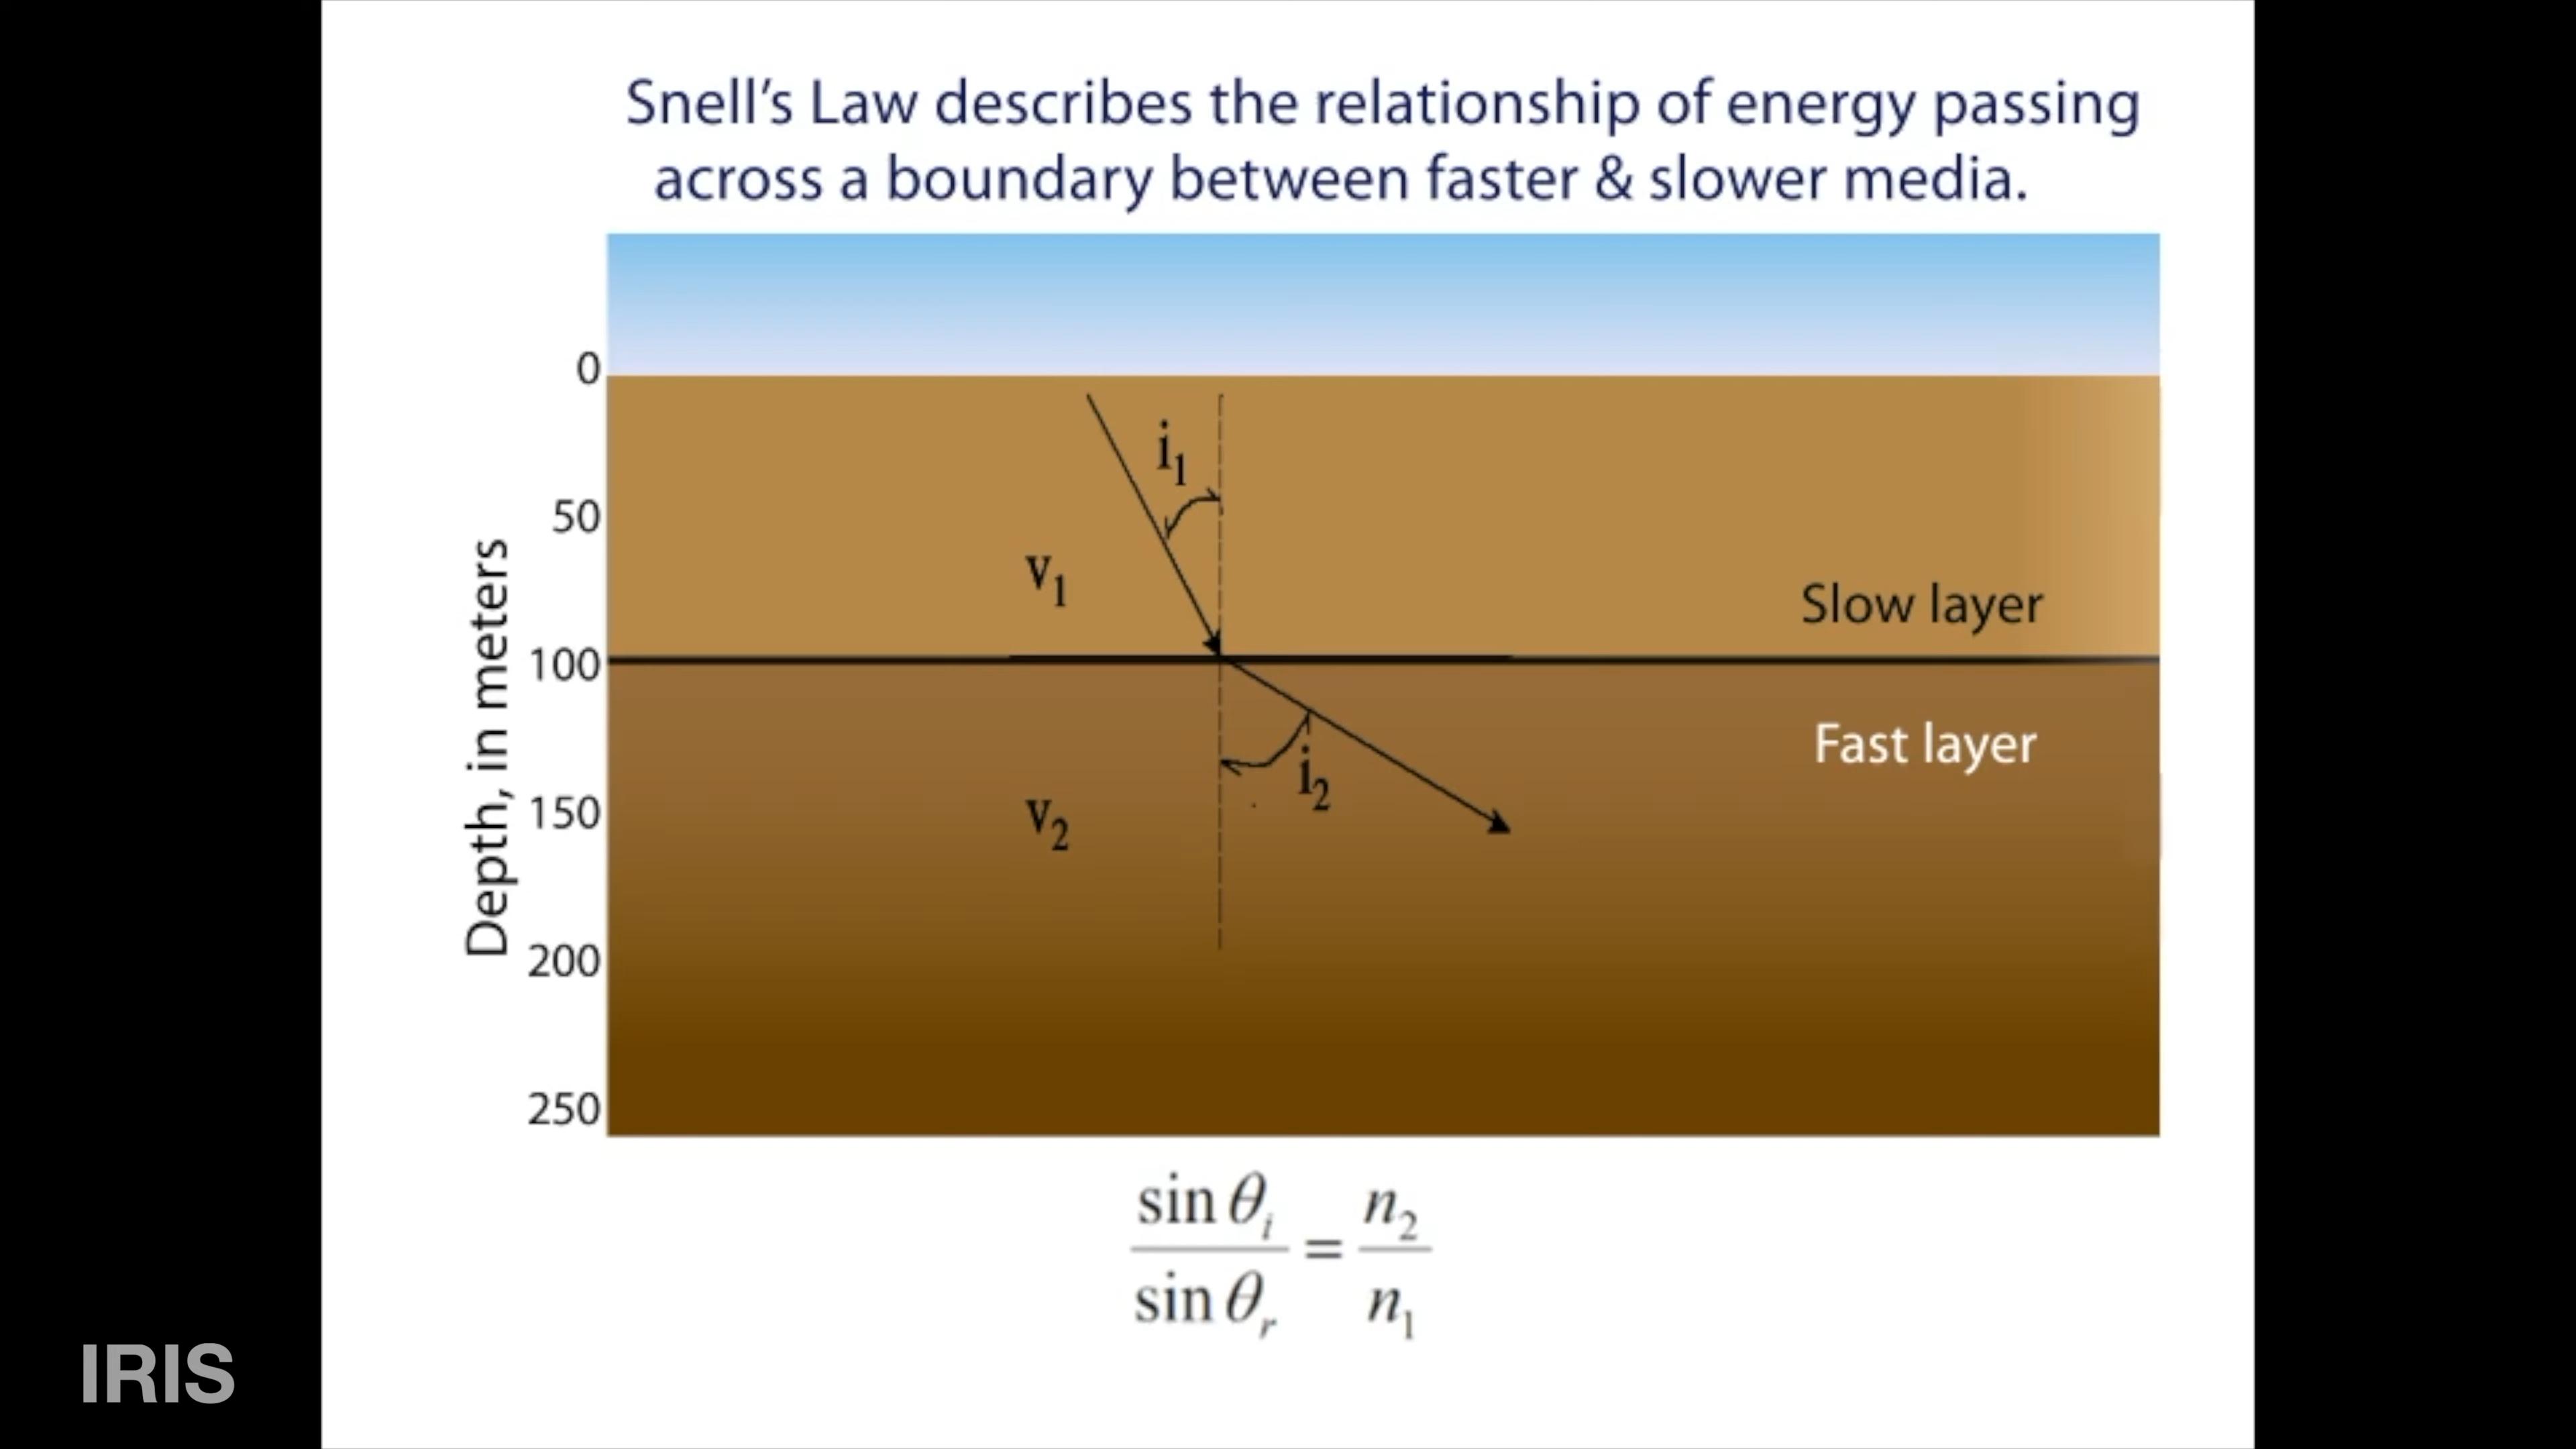 Snell's Law describes the relationship of energy passing
across a boundary between faster & slower media.
0
50
100
150
200
250
Depth, in meters
i₁
v₁
Slow layer
Fast layer
i₂
v₂
sin θᵢ / sin θᵣ = n₂ / n₁
IRIS